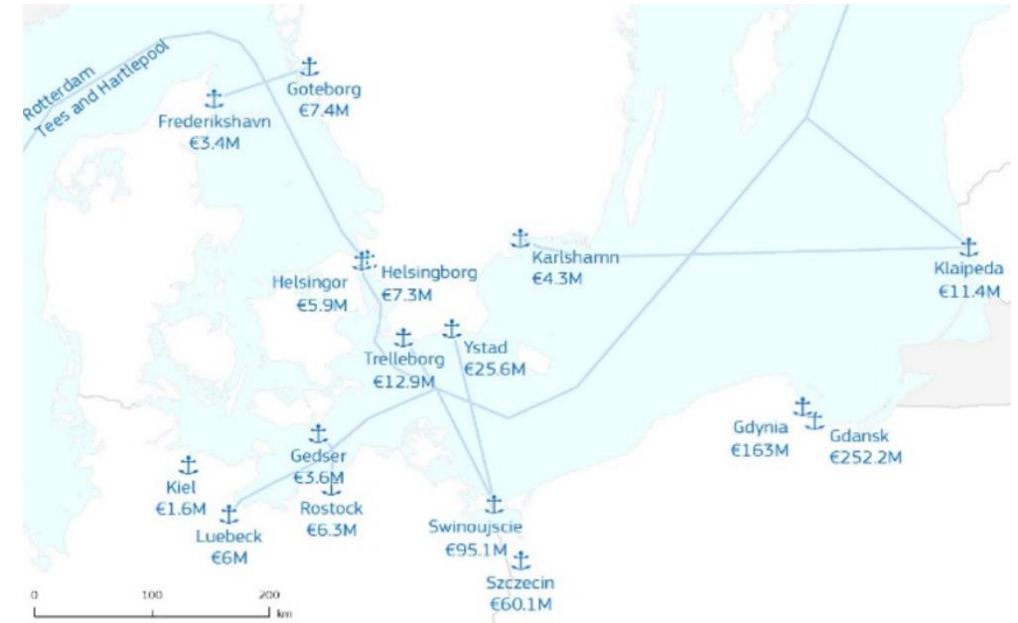 Rotterdam
Tees and Hartlepool
Goteborg
€7.4M
Frederikshavn
€3.4M
Karlshamn
€4.3M
Klaipeda
€11.4M
Helsingborg
€7.3M
Helsingor
€5.9M
Trelleborg
€12.9M
Ystad
€25.6M
Gdynia
€163M
Gdansk
€252.2M
Gedser
€3.6M
Kiel
€1.6M
Rostock
€6.3M
Luebeck
€6M
Swinoujscie
€95.1M
Szczecin
€60.1M
0 100 200
km